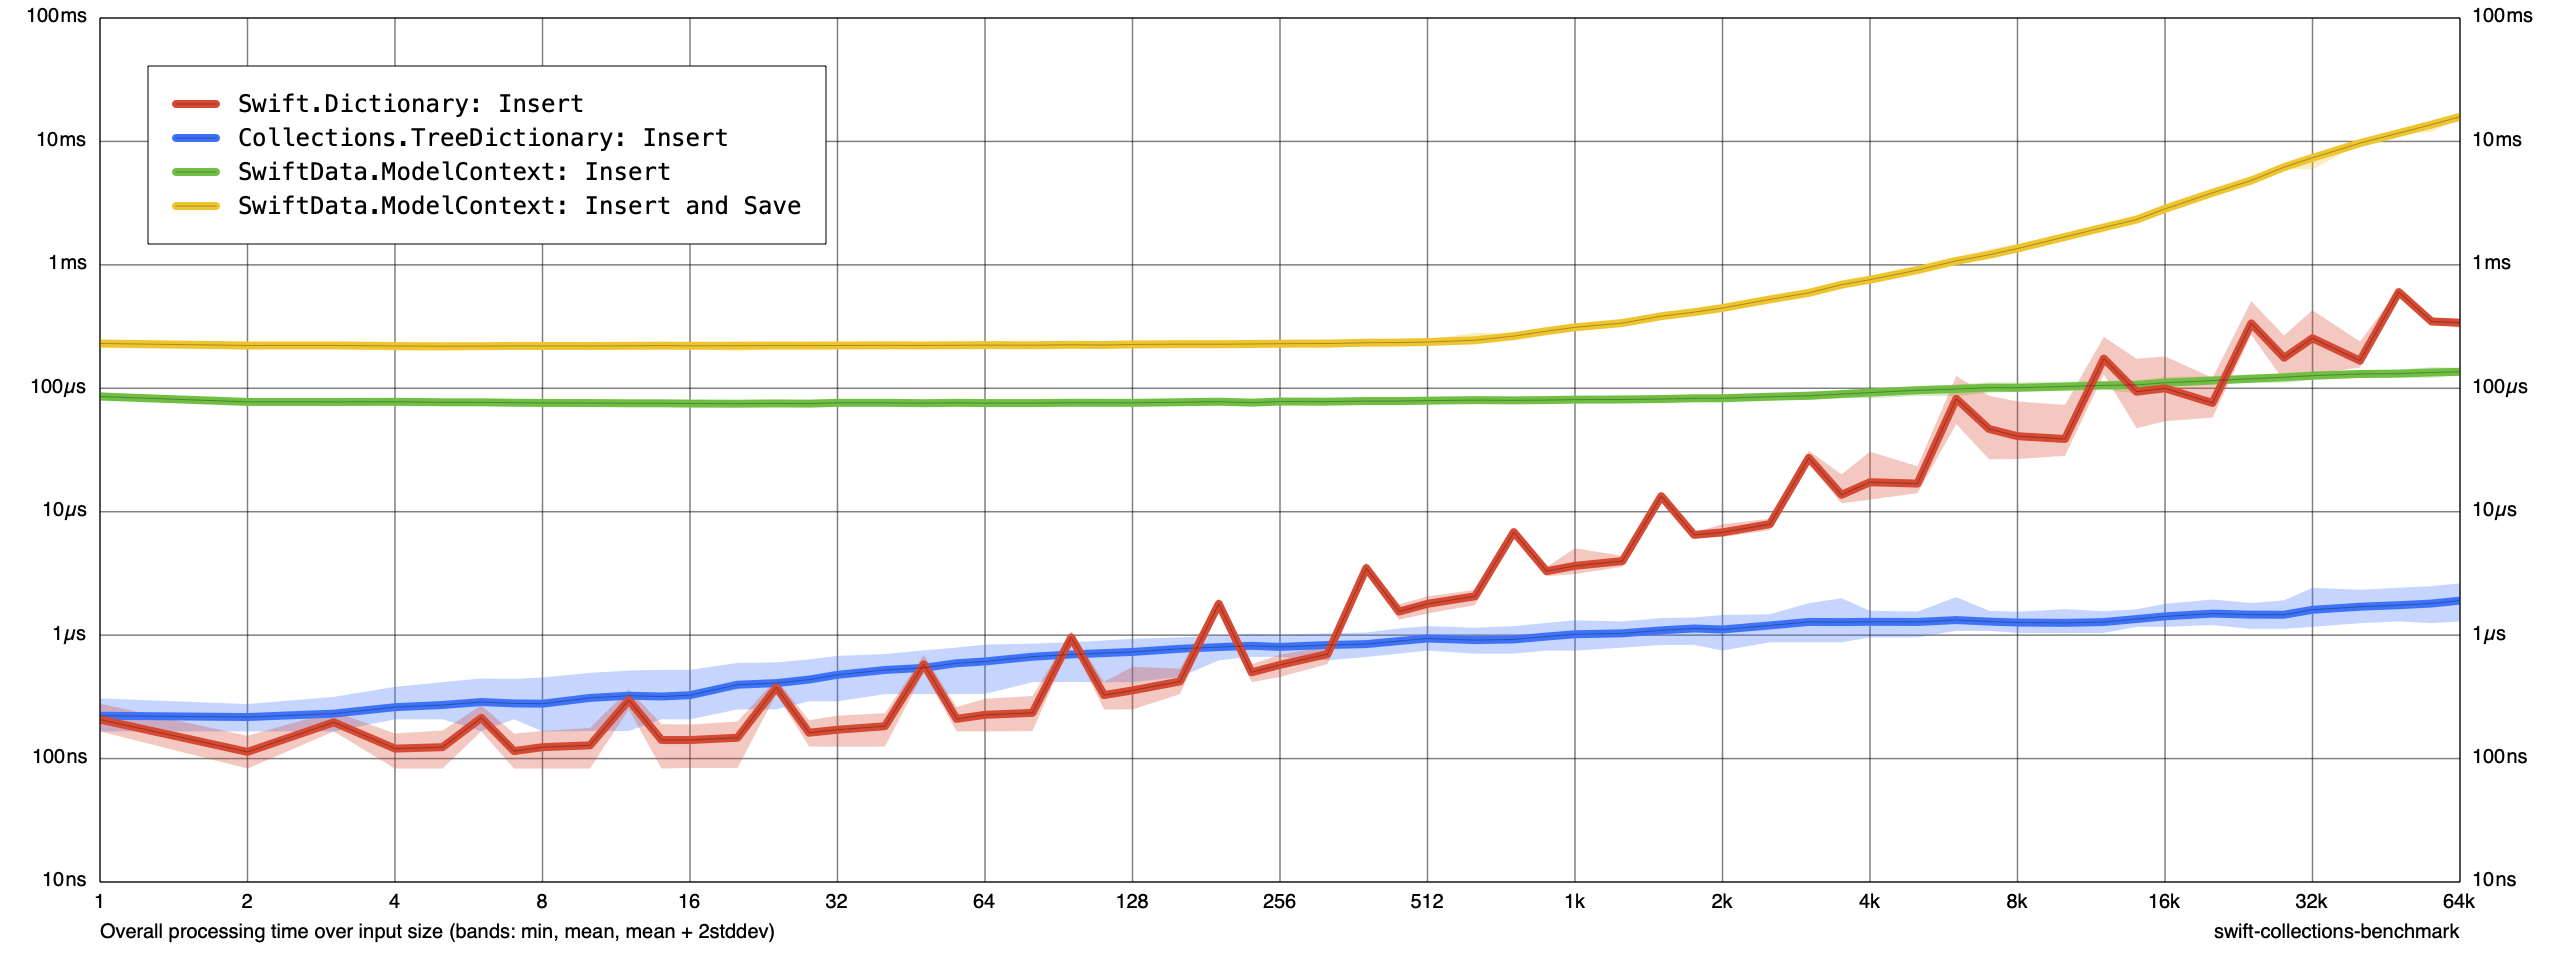 100ms 100ms
Swift.Dictionary: Insert
Collections.TreeDictionary: Insert
10ms 10ms
SwiftData.ModelContext: Insert
SwiftData.ModelContext: Insert and Save
1ms 1ms
100µs 100µs
10µs 10µs
1µs 1µs
100ns 100ns
10ns 10ns
1 2 4 8 16 32 64 128 256 512 1k 2k 4k 8k 16k 32k 64k
Overall processing time over input size (bands: min, mean, mean + 2stddev) swift-collections-benchmark